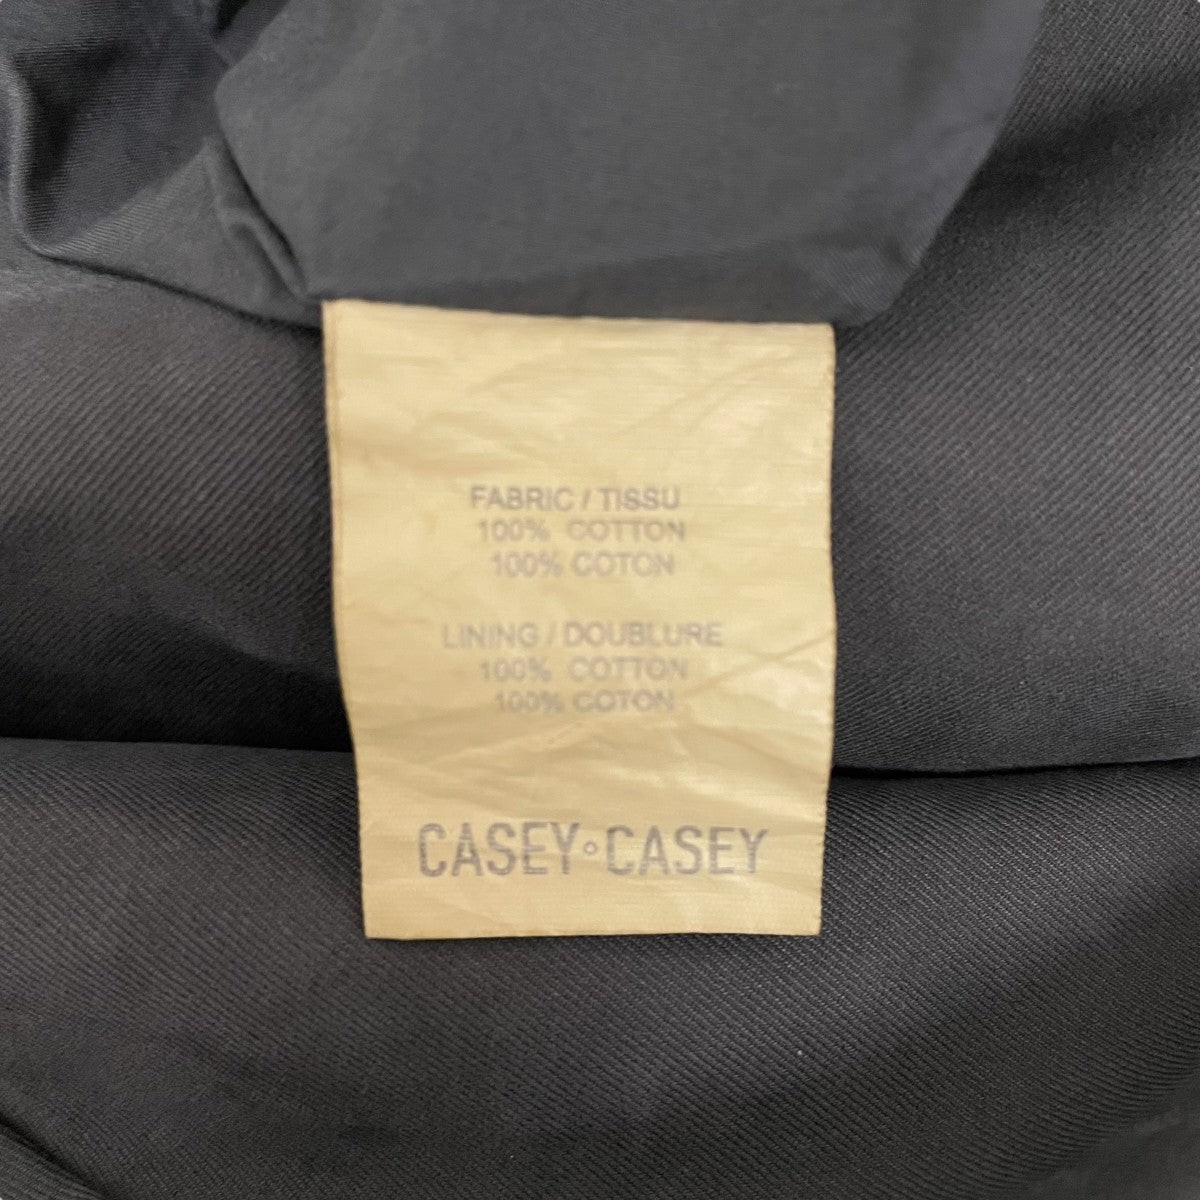 FABRIC / TISSU
100% COTTON
100% COTON
LINING / DOUBLURE
100% COTTON
100% COTON
CASEY◦CASEY